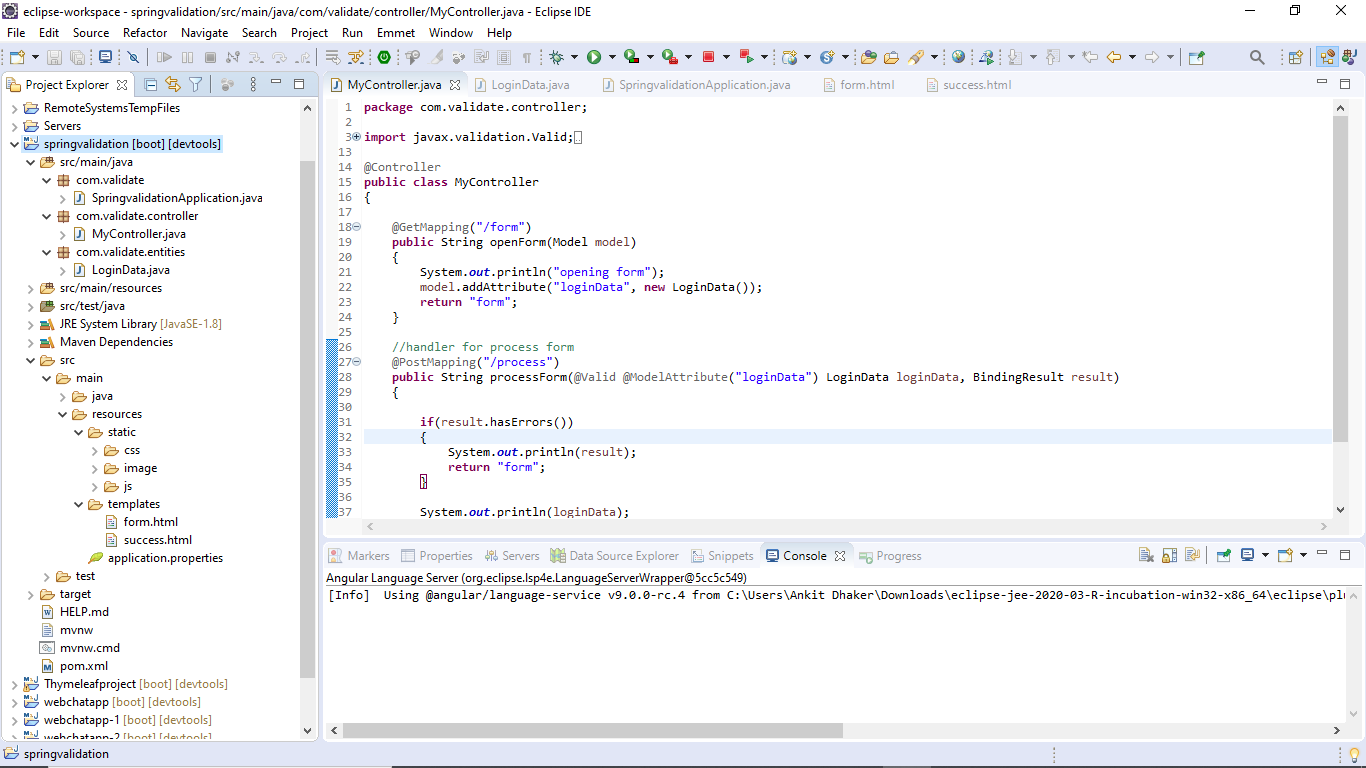 eclipse-workspace - springvalidation/src/main/java/com/validate/controller/MyController.java - Eclipse IDE
File Edit Source Refactor Navigate Search Project Run Emmet Window Help
Project Explorer
RemoteSystemsTempFiles
Servers
springvalidation [boot] [devtools]
src/main/java
com.validate
SpringvalidationApplication.java
com.validate.controller
MyController.java
com.validate.entities
LoginData.java
src/main/resources
src/test/java
JRE System Library [JavaSE-1.8]
Maven Dependencies
src
main
java
resources
static
css
image
js
templates
form.html
success.html
application.properties
test
target
HELP.md
mvnw
mvnw.cmd
pom.xml
Thymeleafproject [boot] [devtools]
webchatapp [boot] [devtools]
webchatapp-1 [boot] [devtools]
webchatapp-2 [boot] [devtools]
MyController.java LoginData.java SpringvalidationApplication.java form.html success.html
1 package com.validate.controller;
2
3 import javax.validation.Valid;
13
14 @Controller
15 public class MyController
16 {
17
18 @GetMapping("/form")
19 public String openForm(Model model)
20 {
21 System.out.println("opening form");
22 model.addAttribute("loginData", new LoginData());
23 return "form";
24 }
25
26 //handler for process form
27 @PostMapping("/process")
28 public String processForm(@Valid @ModelAttribute("loginData") LoginData loginData, BindingResult result)
29 {
30
31 if(result.hasErrors())
32 {
33 System.out.println(result);
34 return "form";
35 }
36
37 System.out.println(loginData);
Markers Properties Servers Data Source Explorer Snippets Console Progress
Angular Language Server (org.eclipse.lsp4e.LanguageServerWrapper@5cc5c549)
[Info] Using @angular/language-service v9.0.0-rc.4 from C:\Users\Ankit Dhaker\Downloads\eclipse-jee-2020-03-R-incubation-win32-x86_64\eclipse\plu
springvalidation